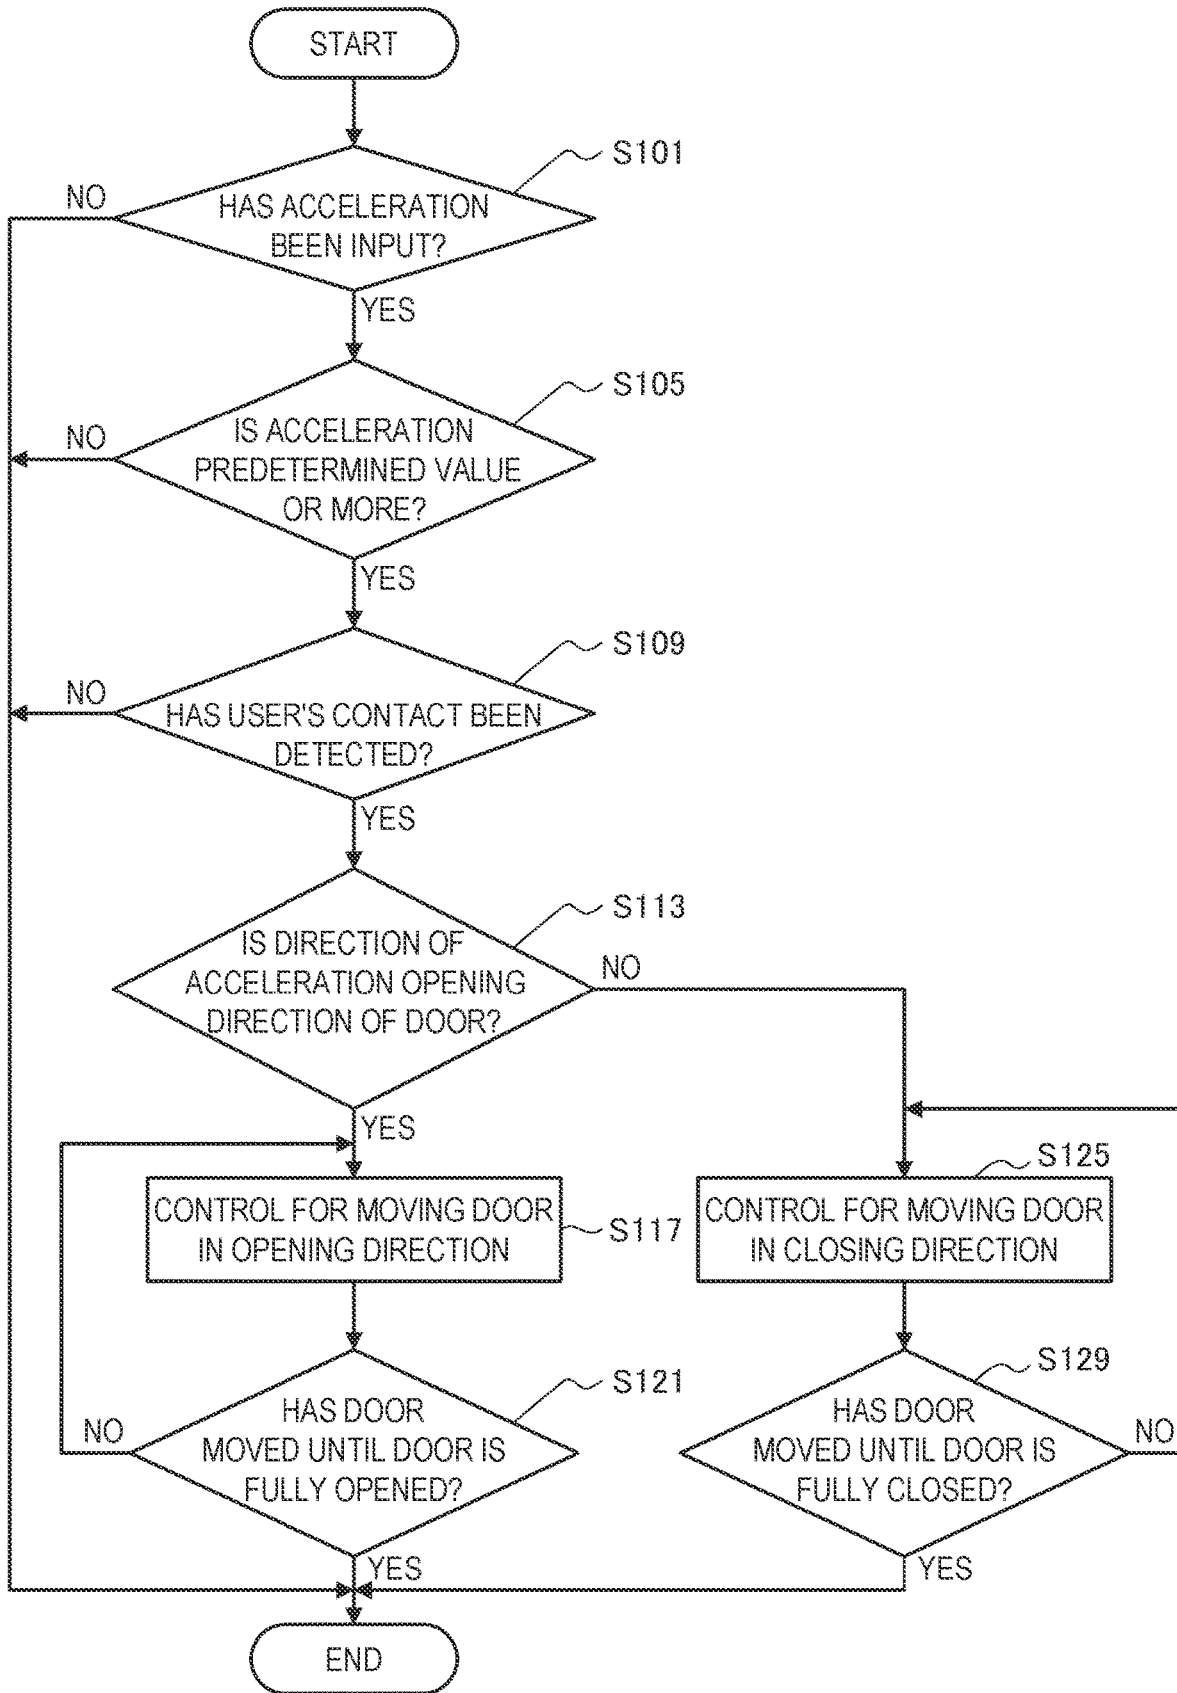 START
S101
NO
HAS ACCELERATION
BEEN INPUT?
YES
S105
NO
IS ACCELERATION
PREDETERMINED VALUE
OR MORE?
YES
S109
NO
HAS USER'S CONTACT BEEN
DETECTED?
YES
S113
IS DIRECTION OF
ACCELERATION OPENING
DIRECTION OF DOOR?
NO
YES
CONTROL FOR MOVING DOOR
IN OPENING DIRECTION
S117
S125
CONTROL FOR MOVING DOOR
IN CLOSING DIRECTION
S121
HAS DOOR
MOVED UNTIL DOOR IS
FULLY OPENED?
NO
YES
S129
HAS DOOR
MOVED UNTIL DOOR IS
FULLY CLOSED?
NO
YES
END